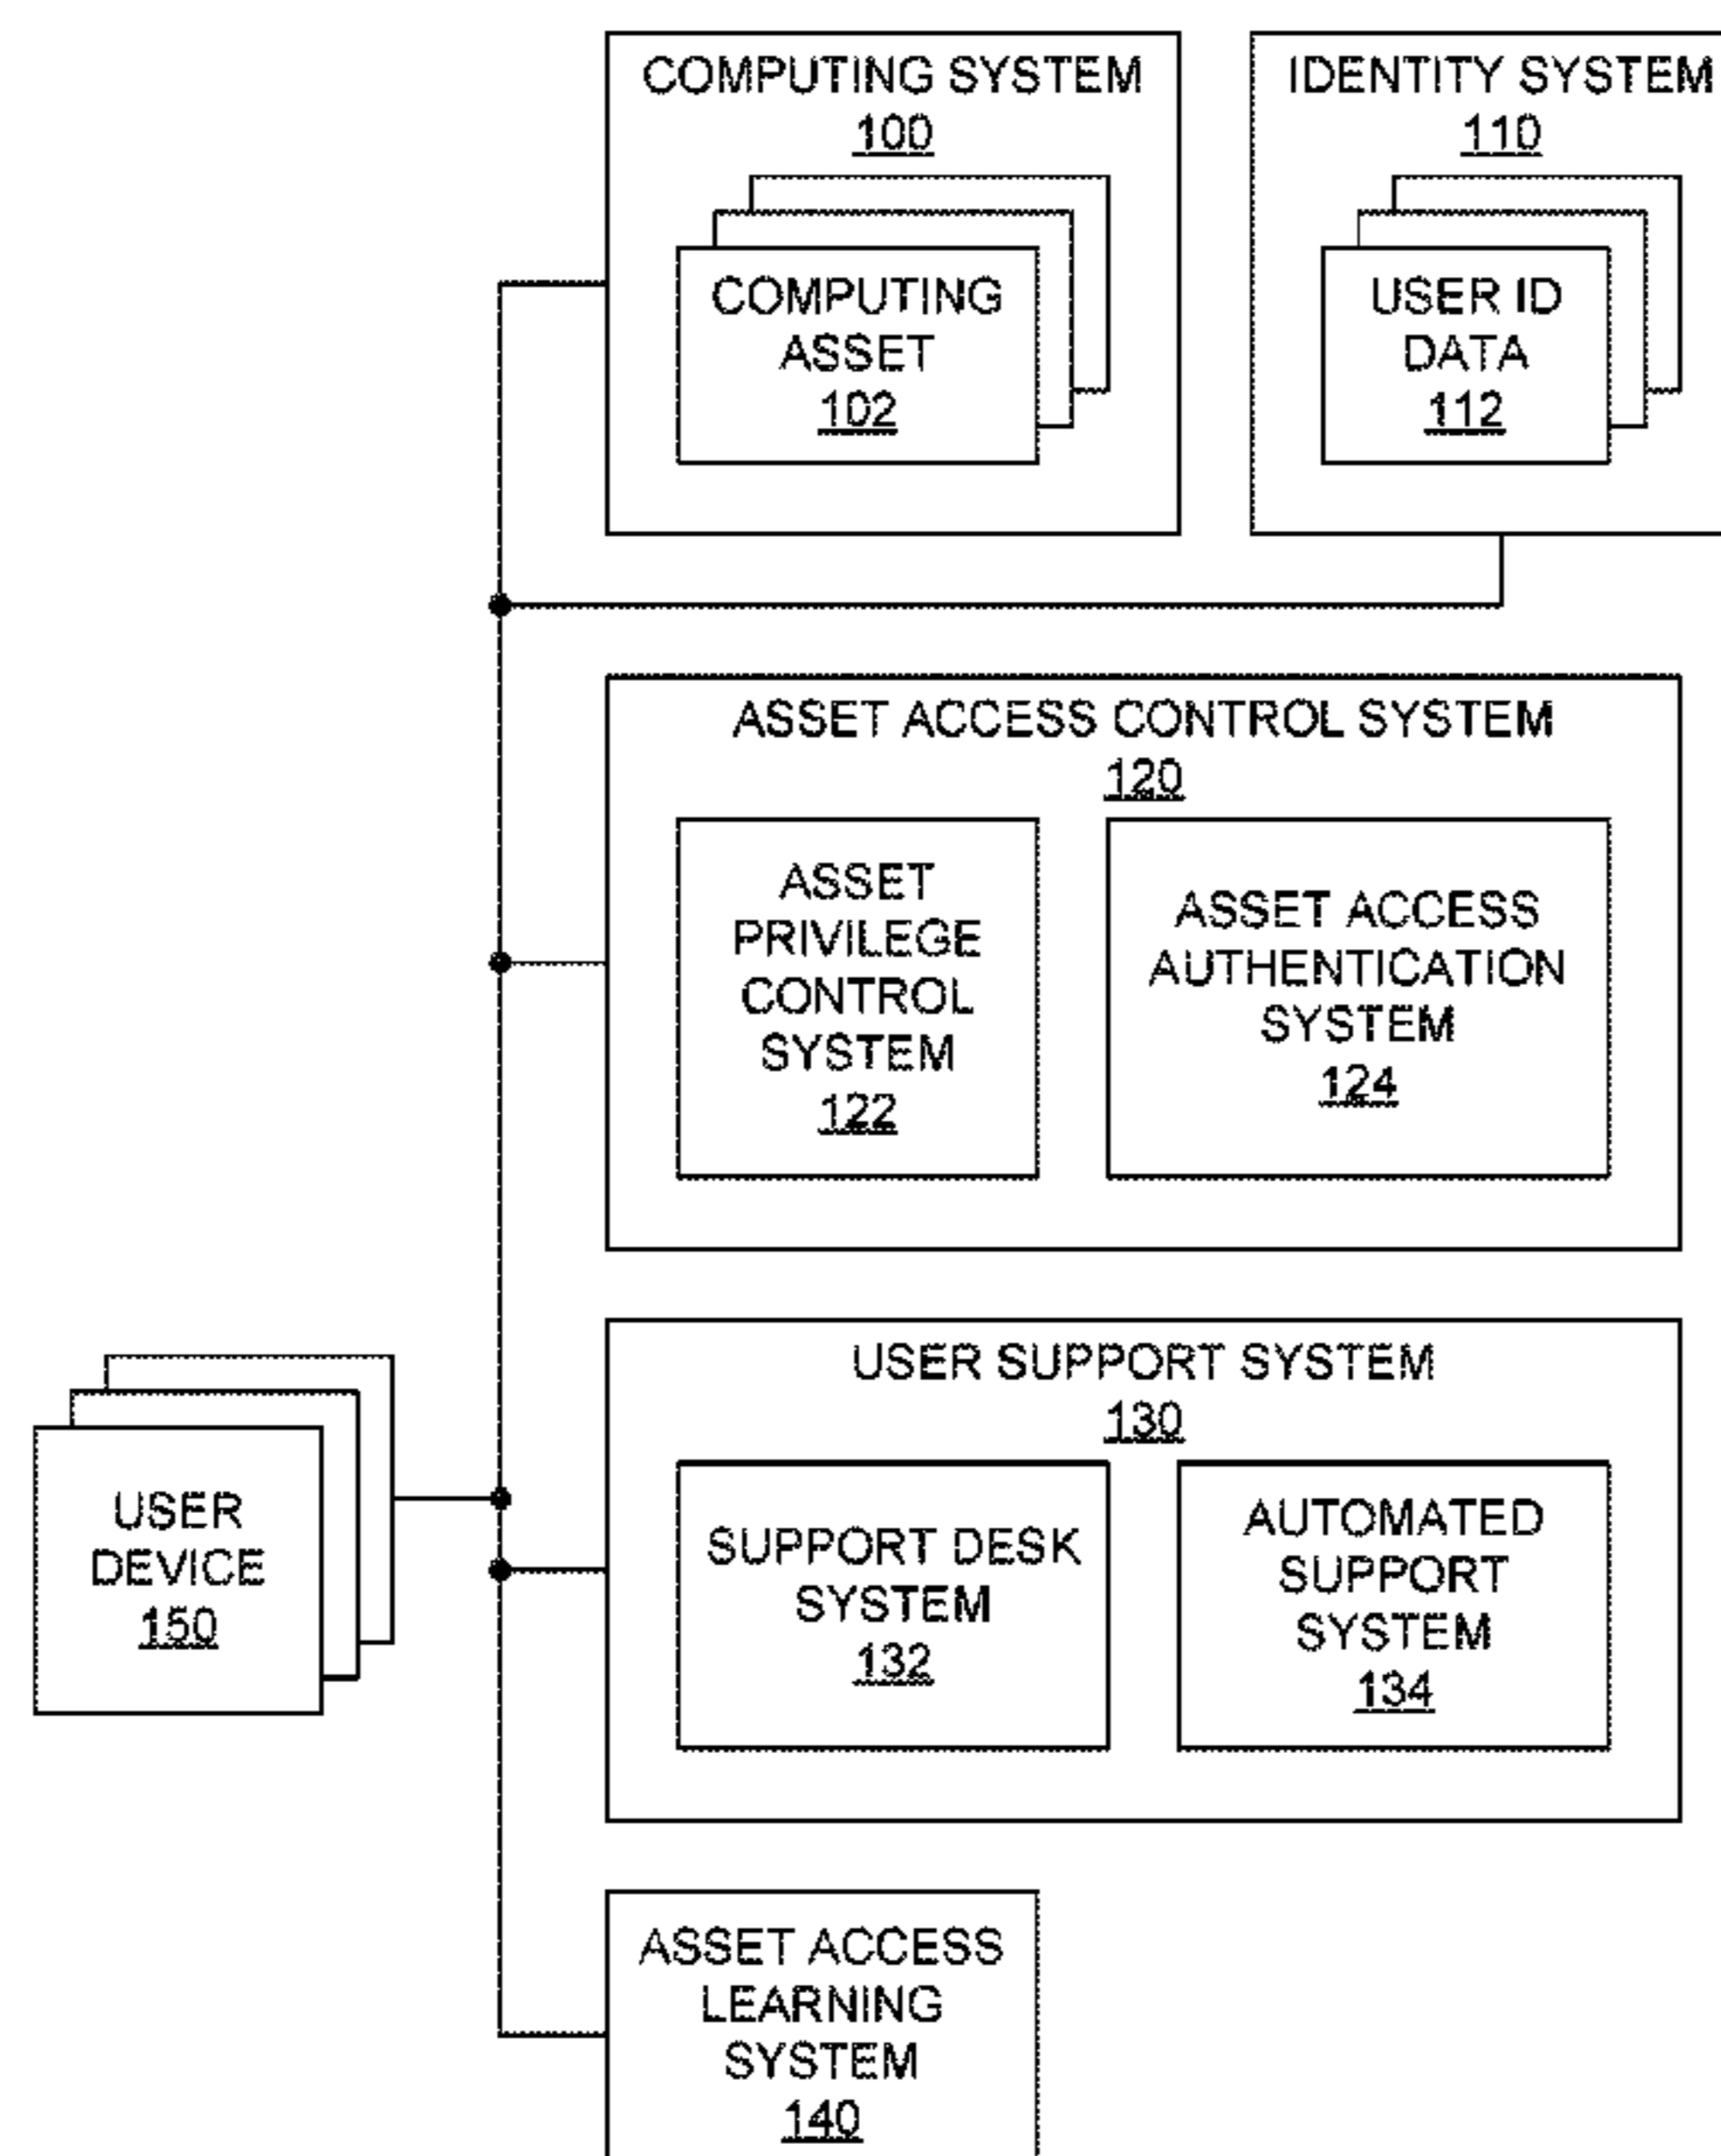 COMPUTING SYSTEM
100
COMPUTING
ASSET
102
IDENTITY SYSTEM
110
USER ID
DATA
112
ASSET ACCESS CONTROL SYSTEM
120
ASSET
PRIVILEGE
CONTROL
SYSTEM
122
ASSET ACCESS
AUTHENTICATION
SYSTEM
124
USER SUPPORT SYSTEM
130
SUPPORT DESK
SYSTEM
132
AUTOMATED
SUPPORT
SYSTEM
134
USER
DEVICE
150
ASSET ACCESS
LEARNING
SYSTEM
140